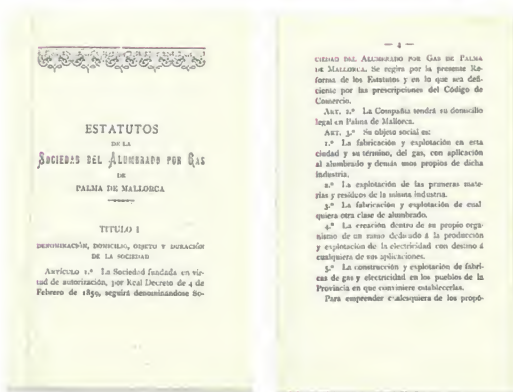 ESTATUTOS
DE LA
SOCIEDAD DEL ALUMBRADO POR GAS
DE
PALMA DE MALLORCA
TITULO I
DENOMINACIÓN, DOMICILIO, OBJETO Y DURACIÓN
DE LA SOCIEDAD
ARTÍCULO 1.º La Sociedad fundada en vir-
tud de autorización, por Real Decreto de 4 de
Febrero de 1859, seguirá denominándose So-
— 4 —
CIEDAD DEL ALUMBRADO POR GAS DE PALMA
DE MALLORCA. Se regirá por la presente Re-
forma de los Estatutos y en lo que sea defi-
ciente por las prescripciones del Código de
Comercio.
ART. 2.º La Compañía tendrá su domicilio
legal en Palma de Mallorca.
ART. 3.º Su objeto social es:
1.º La fabricación y explotación en esta
ciudad y su término, del gas, con aplicación
al alumbrado y demás usos propios de dicha
industria.
2.º La explotación de las primeras mate-
rias y residuos de la misma industria.
3.º La fabricación y explotación de cual
quiera otra clase de alumbrado.
4.º La creación dentro de su propio orga-
nismo de un ramo dedicado á la producción
y explotación de la electricidad con destino á
cualquiera de sus aplicaciones.
5.º La construcción y explotación de fábri-
cas de gas y electricidad en los pueblos de la
Provincia en que conviniere establecerlas.
Para emprender cualesquiera de los propó-